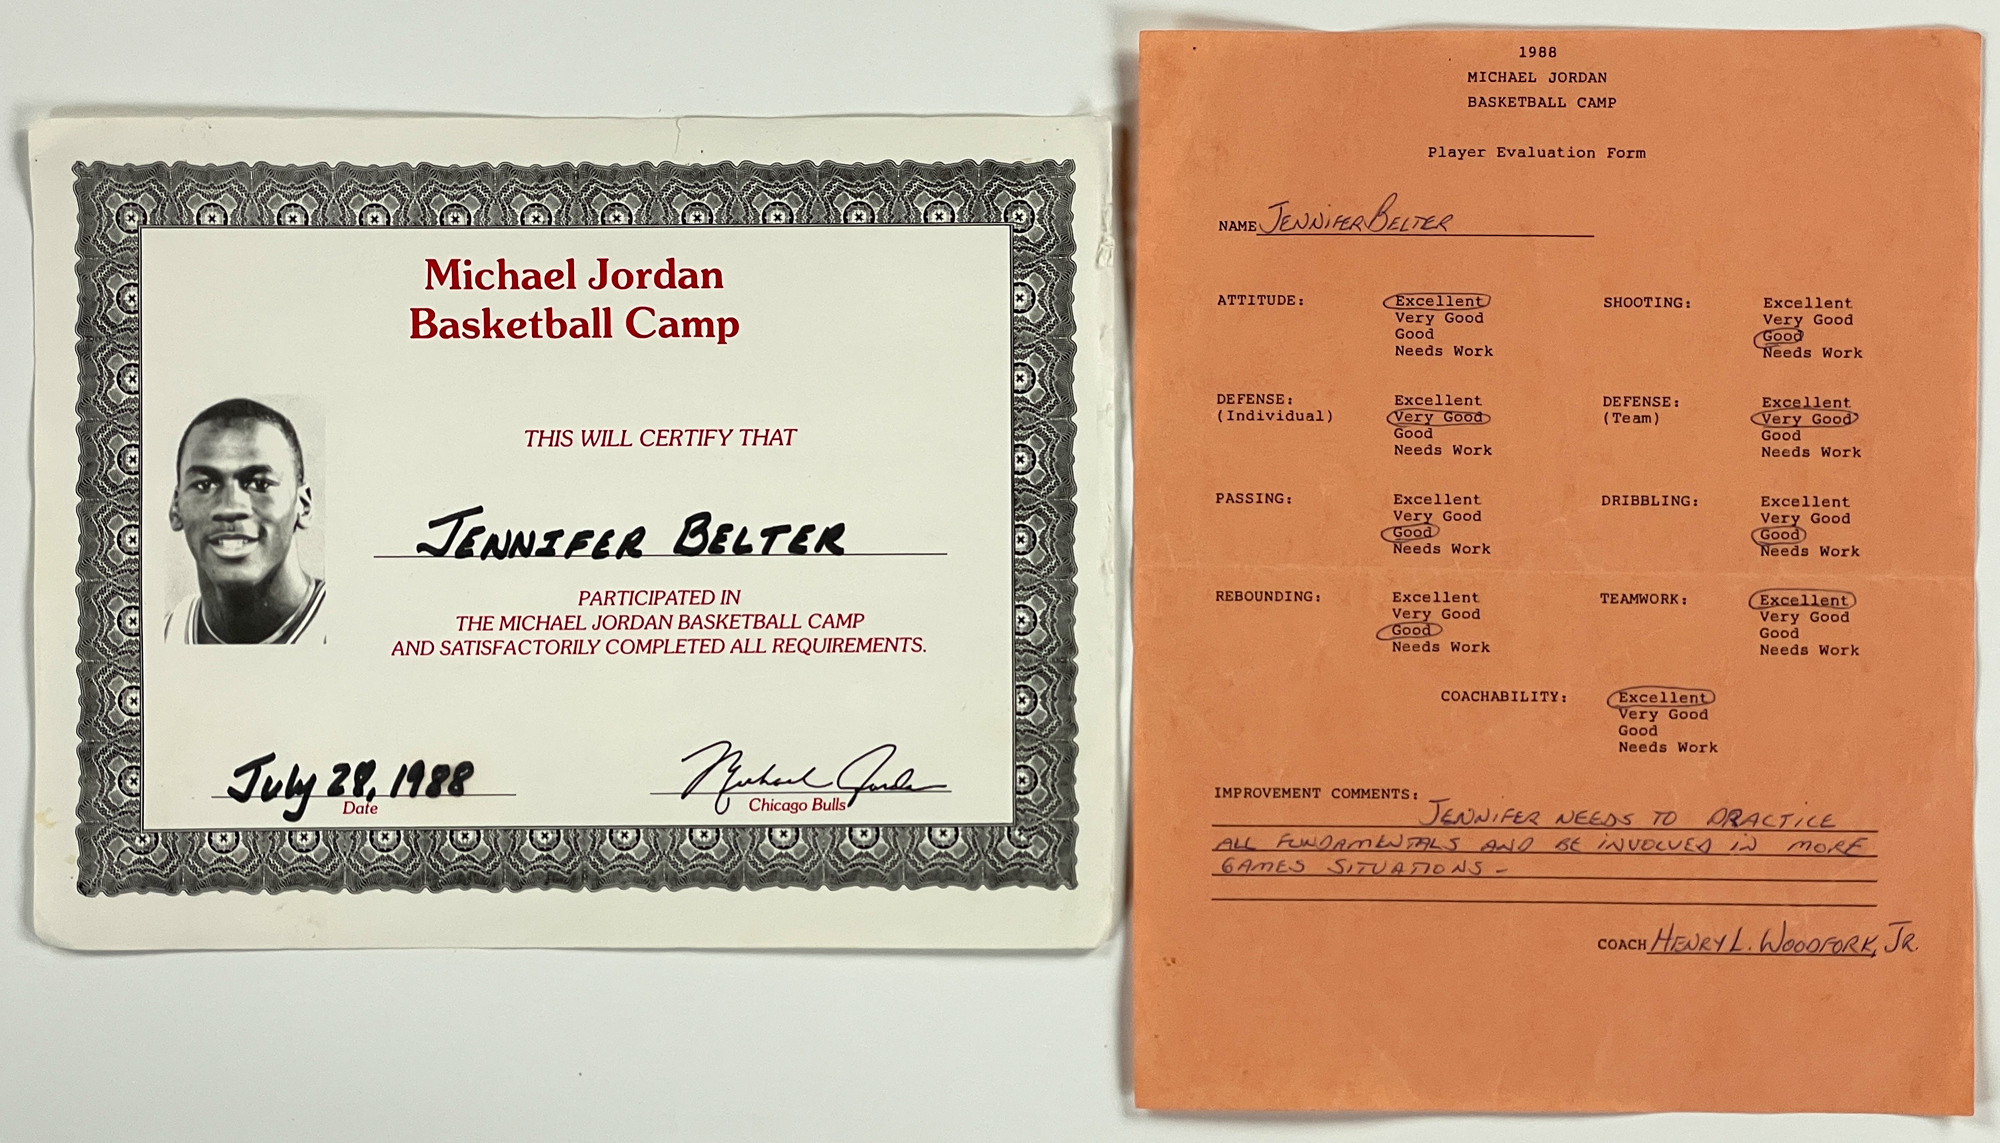 Michael Jordan
Basketball Camp
THIS WILL CERTIFY THAT
JENNIFER BELTER
PARTICIPATED IN
THE MICHAEL JORDAN BASKETBALL CAMP
AND SATISFACTORILY COMPLETED ALL REQUIREMENTS.
July 28, 1988
Date
Michael Jordan
Chicago Bulls
1988
MICHAEL JORDAN
BASKETBALL CAMP
Player Evaluation Form
NAME JENNIFER BELTER
ATTITUDE: Excellent
Very Good
Good
Needs Work
SHOOTING: Excellent
Very Good
Good
Needs Work
DEFENSE: Excellent
(Individual) Very Good
Good
Needs Work
DEFENSE: Excellent
(Team) Very Good
Good
Needs Work
PASSING: Excellent
Very Good
Good
Needs Work
DRIBBLING: Excellent
Very Good
Good
Needs Work
REBOUNDING: Excellent
Very Good
Good
Needs Work
TEAMWORK: Excellent
Very Good
Good
Needs Work
COACHABILITY: Excellent
Very Good
Good
Needs Work
IMPROVEMENT COMMENTS:
JENNIFER NEEDS TO PRACTICE
ALL FUNDAMENTALS AND BE INVOLVED IN MORE
GAMES SITUATIONS -
COACH HENRY L. WOODFORK, JR.